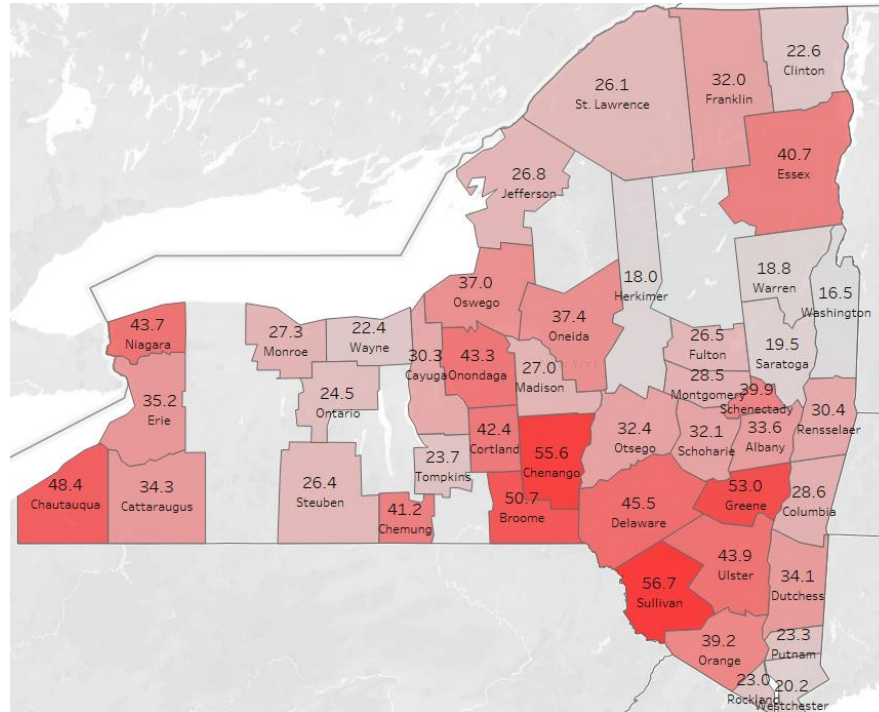 22.6
Clinton
26.1
St. Lawrence
32.0
Franklin
40.7
Essex
26.8
Jefferson
18.0
Herkimer
18.8
Warren
16.5
Washington
37.0
Oswego
37.4
Oneida
43.7
Niagara
27.3
Monroe
22.4
Wayne
30.3
Cayuga
43.3
Onondaga
27.0
Madison
26.5
Fulton
19.5
Saratoga
28.5
Montgomery
39.9
Schenectady
35.2
Erie
24.5
Ontario
42.4
Cortland
23.7
Tompkins
55.6
Chenango
32.4
Otsego
32.1
Schoharie
33.6
Albany
30.4
Rensselaer
48.4
Chautauqua
34.3
Cattaraugus
26.4
Steuben
41.2
Chemung
50.7
Broome
45.5
Delaware
53.0
Greene
28.6
Columbia
56.7
Sullivan
43.9
Ulster
34.1
Dutchess
39.2
Orange
23.3
Putnam
23.0
Rockland
20.2
Westchester